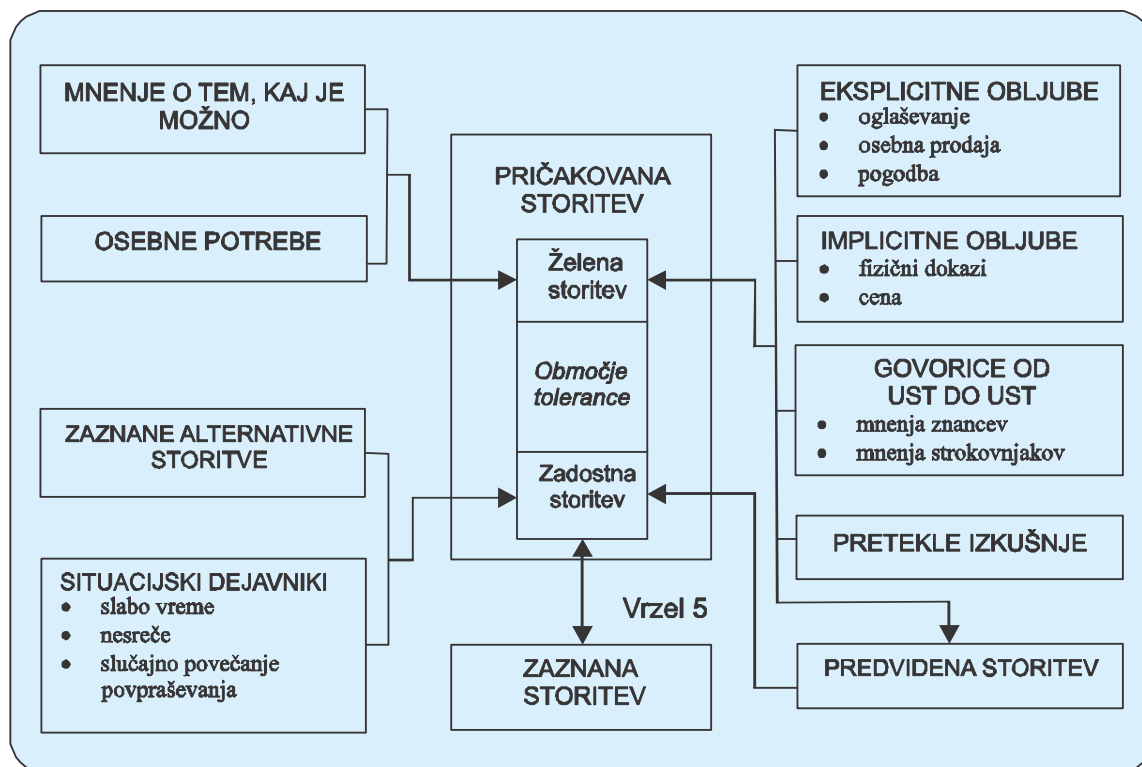 MNENJE O TEM, KAJ JE
MOŽNO
OSEBNE POTREBE
ZAZNANE ALTERNATIVNE
STORITVE
SITUACIJSKI DEJAVNIKI
• slabo vreme
• nesreče
• slučajno povečanje
povpraševanja
PRIČAKOVANA
STORITEV
Želena
storitev
Območje
tolerance
Zadostna
storitev
Vrzel 5
ZAZNANA
STORITEV
EKSPLICITNE OBLJUBE
• oglaševanje
• osebna prodaja
• pogodba
IMPLICITNE OBLJUBE
• fizični dokazi
• cena
GOVORICE OD
UST DO UST
• mnenja znancev
• mnenja strokovnjakov
PRETEKLE IZKUŠNJE
PREDVIDENA STORITEV